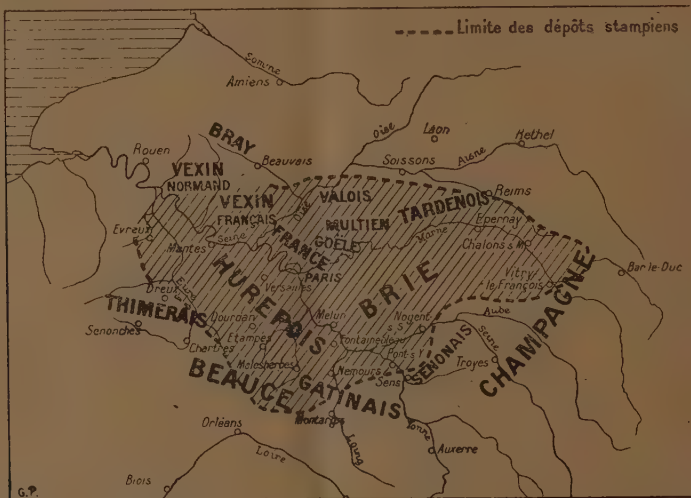 Limite des dépôts stampiens
Somme
Amiens
Oise
Laon
Rethel
Aisne
Rouen
BRAY
Beauvais
Soissons
VEXIN
NORMAND
Reims
VALOIS
VEXIN
FRANÇAIS
Oise
TARDENOIS
MULTIEN
Epernay
Evreux
FRANCE
GOËLE
Marne
Chalons s M
Mantes
Seine
PARIS
Bar-le-Duc
Versailles
BRIE
Vitry-
le-François
HUREPOIS
Dreux
Eure
THIMERAIS
Dourdan
Melun
Nogent-
s S
Aube
CHAMPAGNE
Senonches
Etampes
Fontainebleau
Seine
Chartres
Pont-s-Y
SENONAIS
Troyes
Malesherbes
Nemours
Sens
BEAUCE
GATINAIS
Montargis
Orléans
Yonne
Loing
Auxerre
Loire
Blois
G.P.